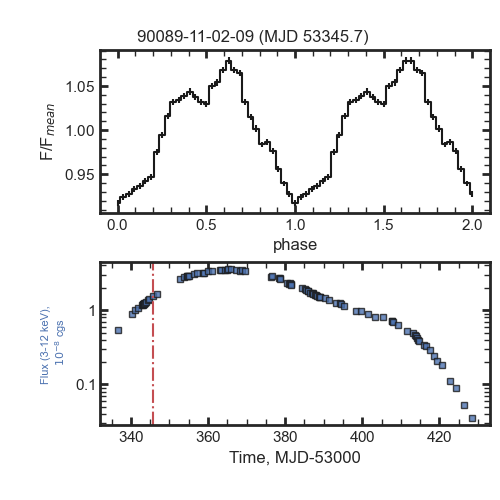 90089-11-02-09 (MJD 53345.7)
F/F_mean
1.05
1.00
0.95
0.0 0.5 1.0 1.5 2.0
phase
Flux (3-12 keV),
10⁻⁸ cgs
1
0.1
340 360 380 400 420
Time, MJD-53000